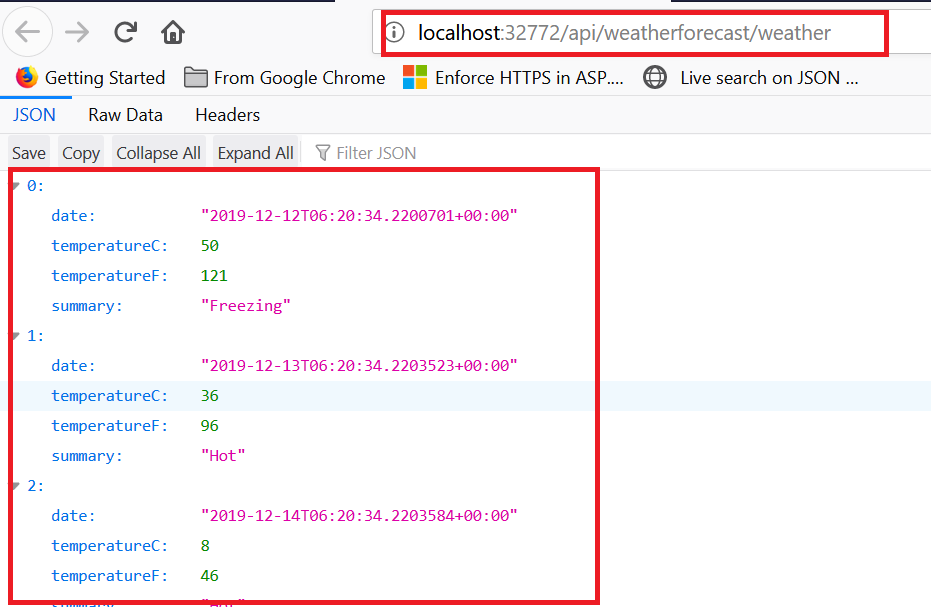 localhost:32772/api/weatherforecast/weather
Getting Started From Google Chrome Enforce HTTPS in ASP.... Live search on JSON ...
JSON Raw Data Headers
Save Copy Collapse All Expand All Filter JSON
0:
date: "2019-12-12T06:20:34.2200701+00:00"
temperatureC: 50
temperatureF: 121
summary: "Freezing"
1:
date: "2019-12-13T06:20:34.2203523+00:00"
temperatureC: 36
temperatureF: 96
summary: "Hot"
2:
date: "2019-12-14T06:20:34.2203584+00:00"
temperatureC: 8
temperatureF: 46